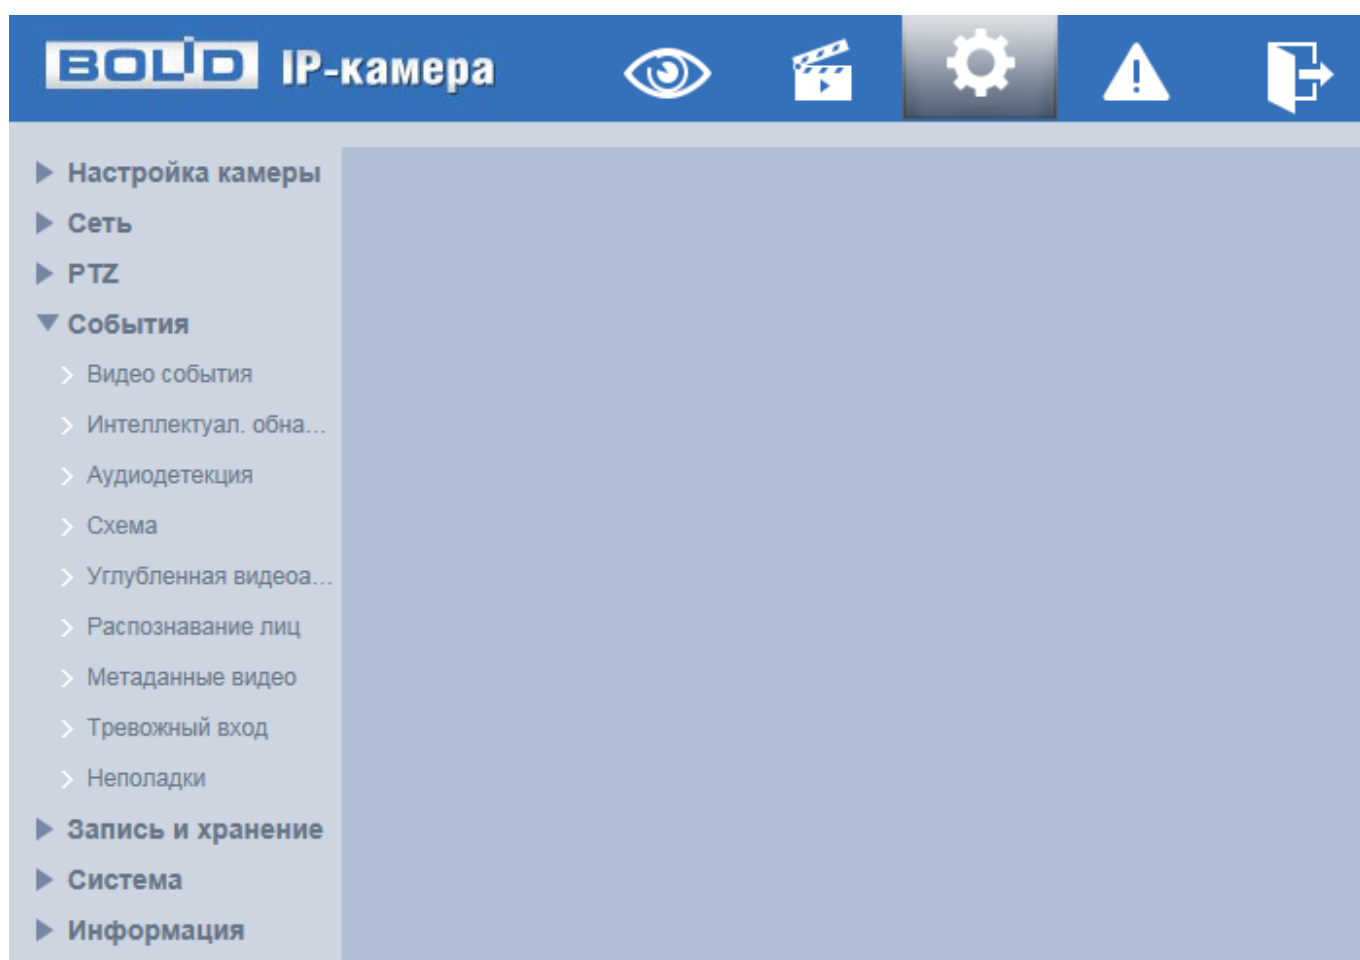 BOLID IP-камера
Настройка камеры
Сеть
PTZ
События
Видео события
Интеллектуал. обна...
Аудиодетекция
Схема
Углубленная видеоа...
Распознавание лиц
Метаданные видео
Тревожный вход
Неполадки
Запись и хранение
Система
Информация